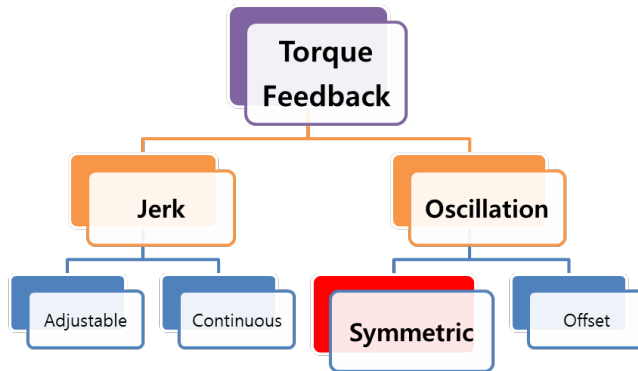 Torque
Feedback
Jerk
Oscillation
Adjustable
Continuous
Symmetric
Offset